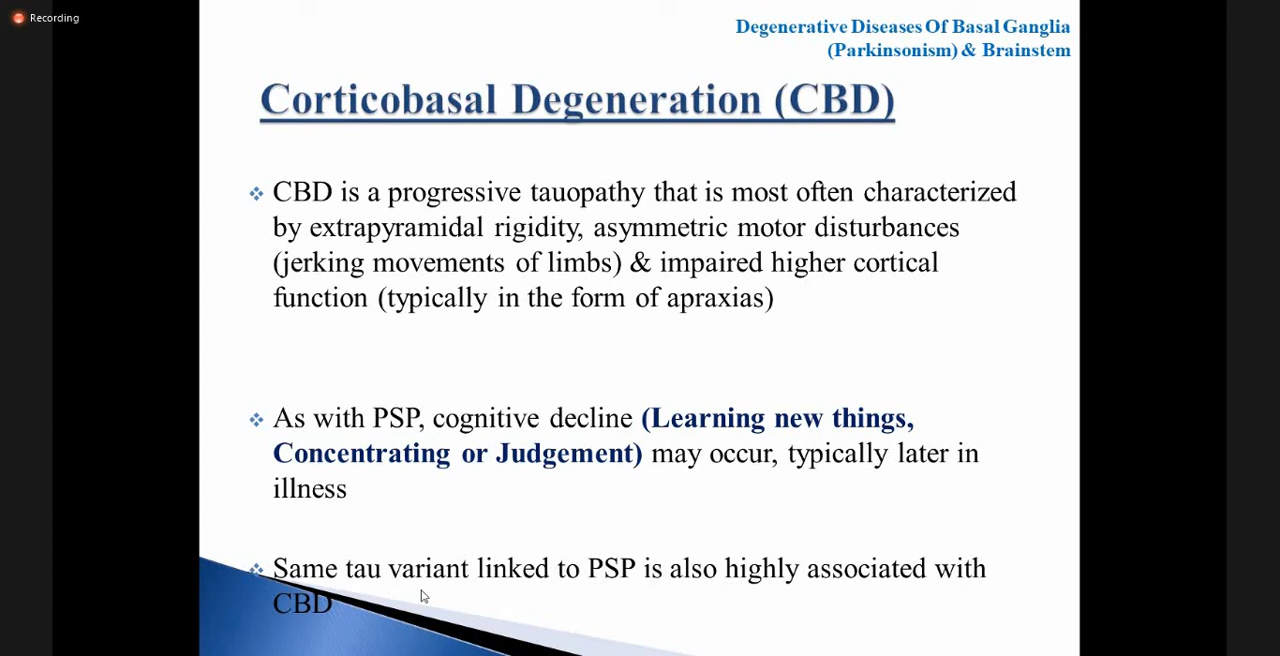 Recording
Degenerative Diseases Of Basal Ganglia
(Parkinsonism) & Brainstem
Corticobasal Degeneration (CBD)
CBD is a progressive tauopathy that is most often characterized
by extrapyramidal rigidity, asymmetric motor disturbances
(jerking movements of limbs) & impaired higher cortical
function (typically in the form of apraxias)
As with PSP, cognitive decline (Learning new things,
Concentrating or Judgement) may occur, typically later in
illness
Same tau variant linked to PSP is also highly associated with
CBD